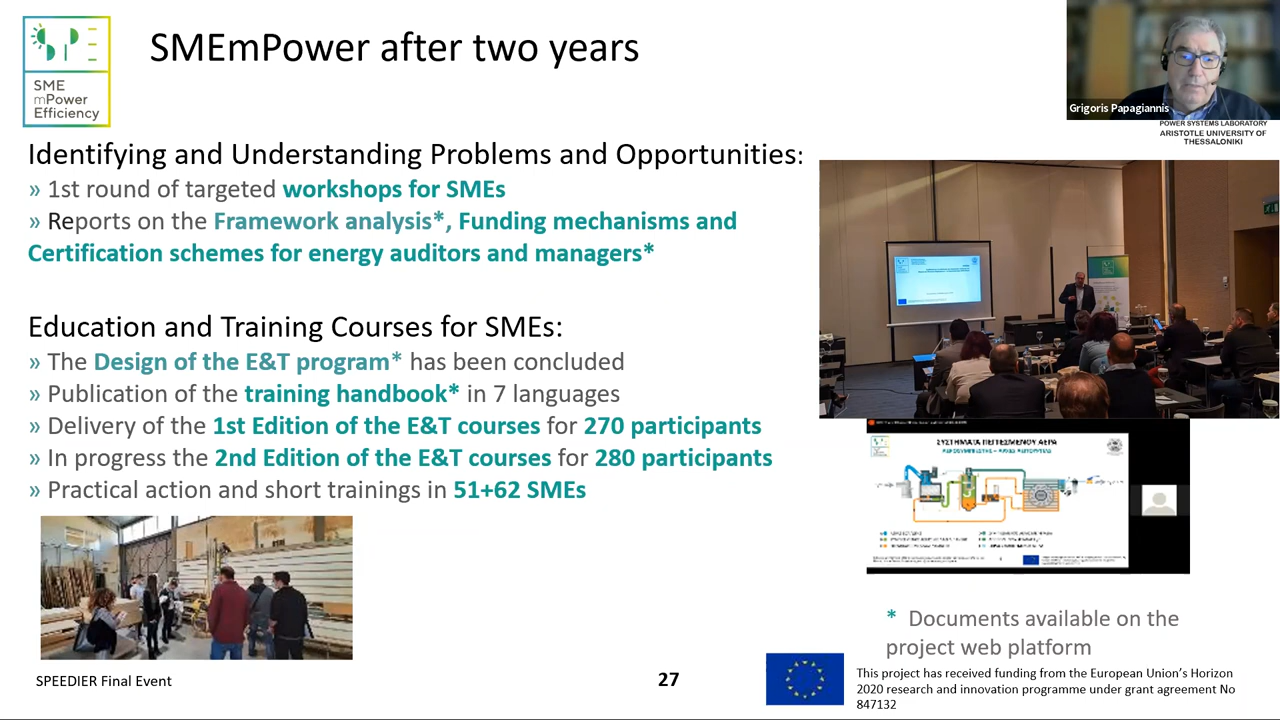 SMEmPower after two years
SME
mPower
Efficiency
Grigoris Papagiannis
POWER SYSTEMS LABORATORY
ARISTOTLE UNIVERSITY OF
THESSALONIKI
Identifying and Understanding Problems and Opportunities:
» 1st round of targeted workshops for SMEs
» Reports on the Framework analysis*, Funding mechanisms and
Certification schemes for energy auditors and managers*
Education and Training Courses for SMEs:
» The Design of the E&T program* has been concluded
» Publication of the training handbook* in 7 languages
» Delivery of the 1st Edition of the E&T courses for 270 participants
» In progress the 2nd Edition of the E&T courses for 280 participants
» Practical action and short trainings in 51+62 SMEs
ΣΥΣΤΗΜΑΤΑ ΠΕΠΙΕΣΜΕΝΟΥ ΑΕΡΑ
* Documents available on the
project web platform
SPEEDIER Final Event
27
This project has received funding from the European Union's Horizon
2020 research and innovation programme under grant agreement No
847132